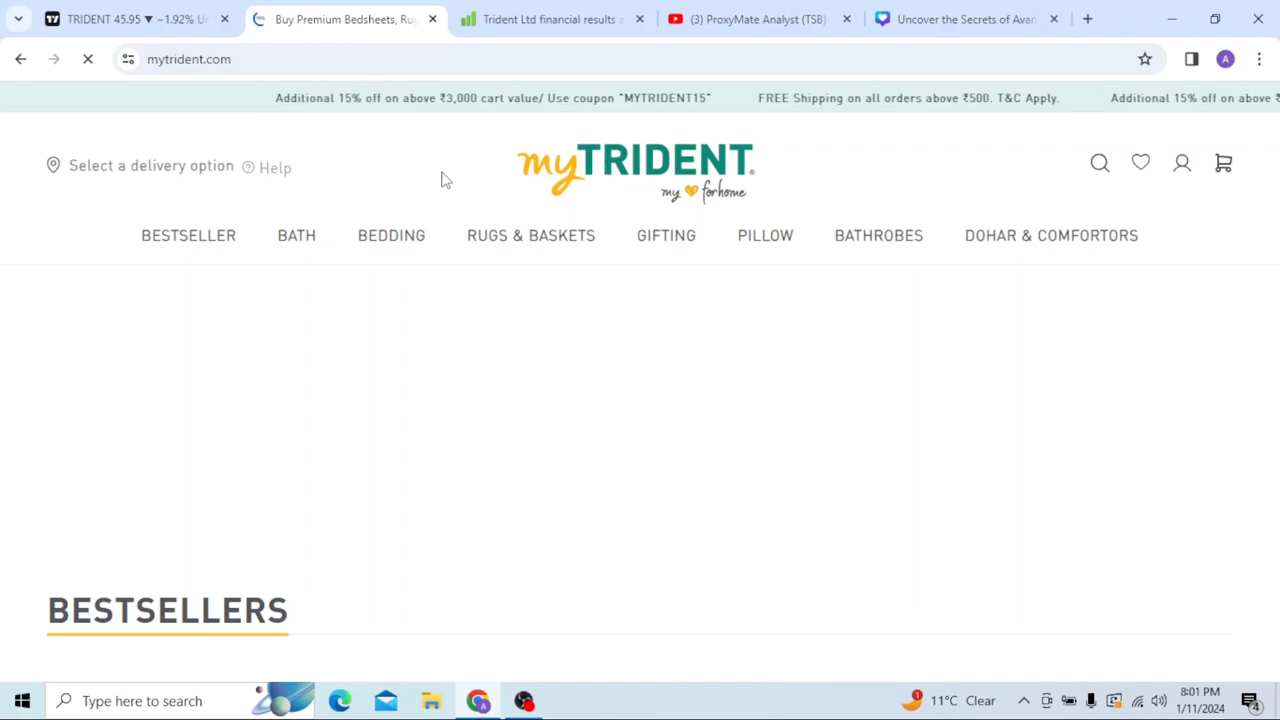 TRIDENT 45.95 ▼ −1.92% U
Buy Premium Bedsheets, Rug
Trident Ltd financial results a
(3) ProxyMate Analyst (TSB)
Uncover the Secrets of Avan
mytrident.com
A
Additional 15% off on above ₹3,000 cart value/ Use coupon "MYTRIDENT15"
FREE Shipping on all orders above ₹500. T&C Apply.
Additional 15% off on above ₹
Select a delivery option
Help
myTRIDENT
my forhome
BESTSELLER
BATH
BEDDING
RUGS & BASKETS
GIFTING
PILLOW
BATHROBES
DOHAR & COMFORTORS
BESTSELLERS
Type here to search
A
1
11°C Clear
8:01 PM
1/11/2024
4